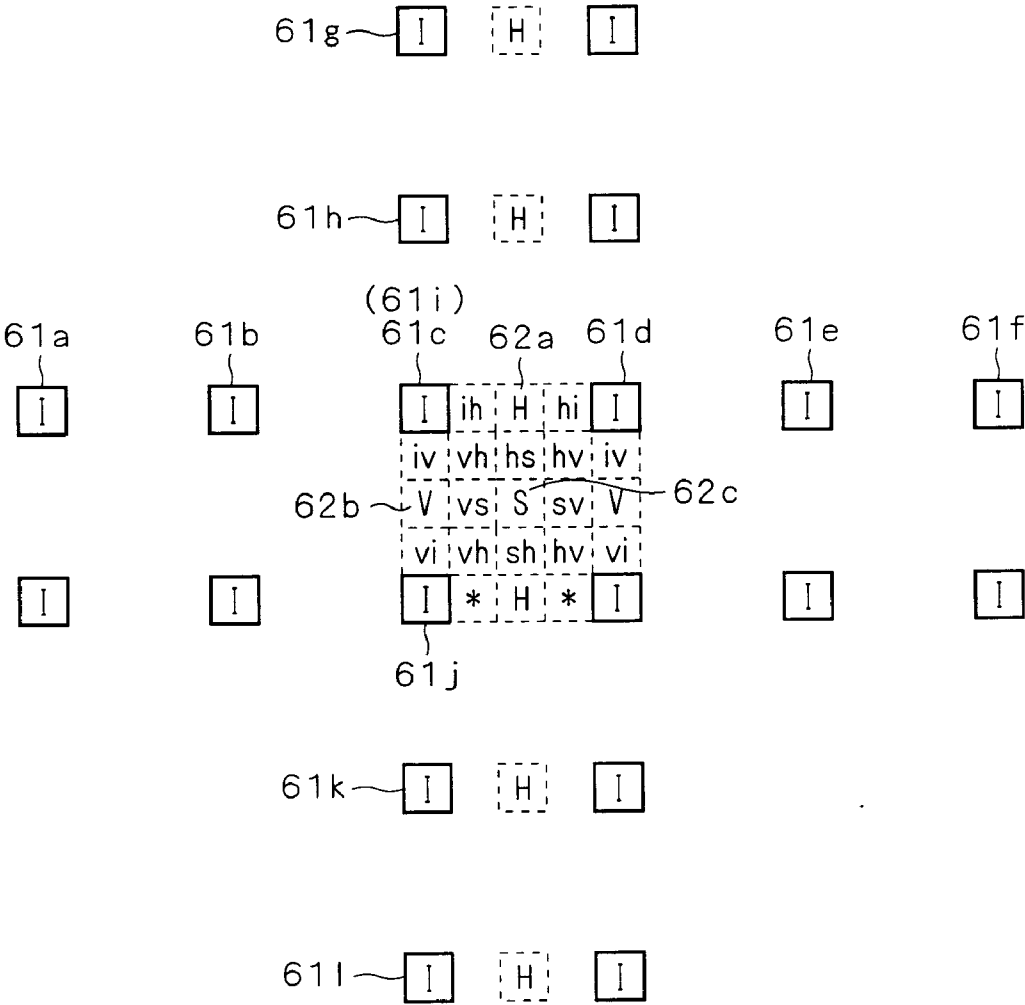 61g I H I
61h I H I
(61i)
61a 61b 61c 62a 61d 61e 61f
I I I ih H hi I I I
iv vh hs hv iv
62b V vs S sv V 62c
vi vh sh hv vi
I I I * H * I I I
61j
61k I H I
61l I H I